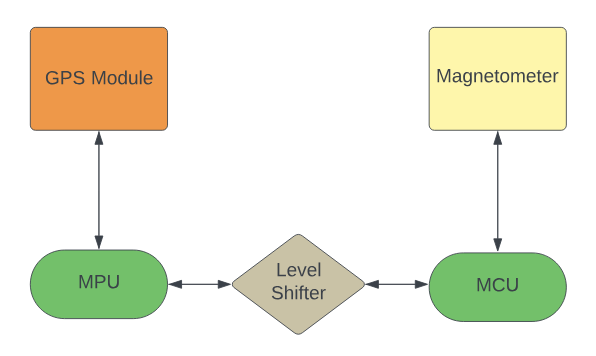 GPS Module
Magnetometer
MPU
Level
Shifter
MCU